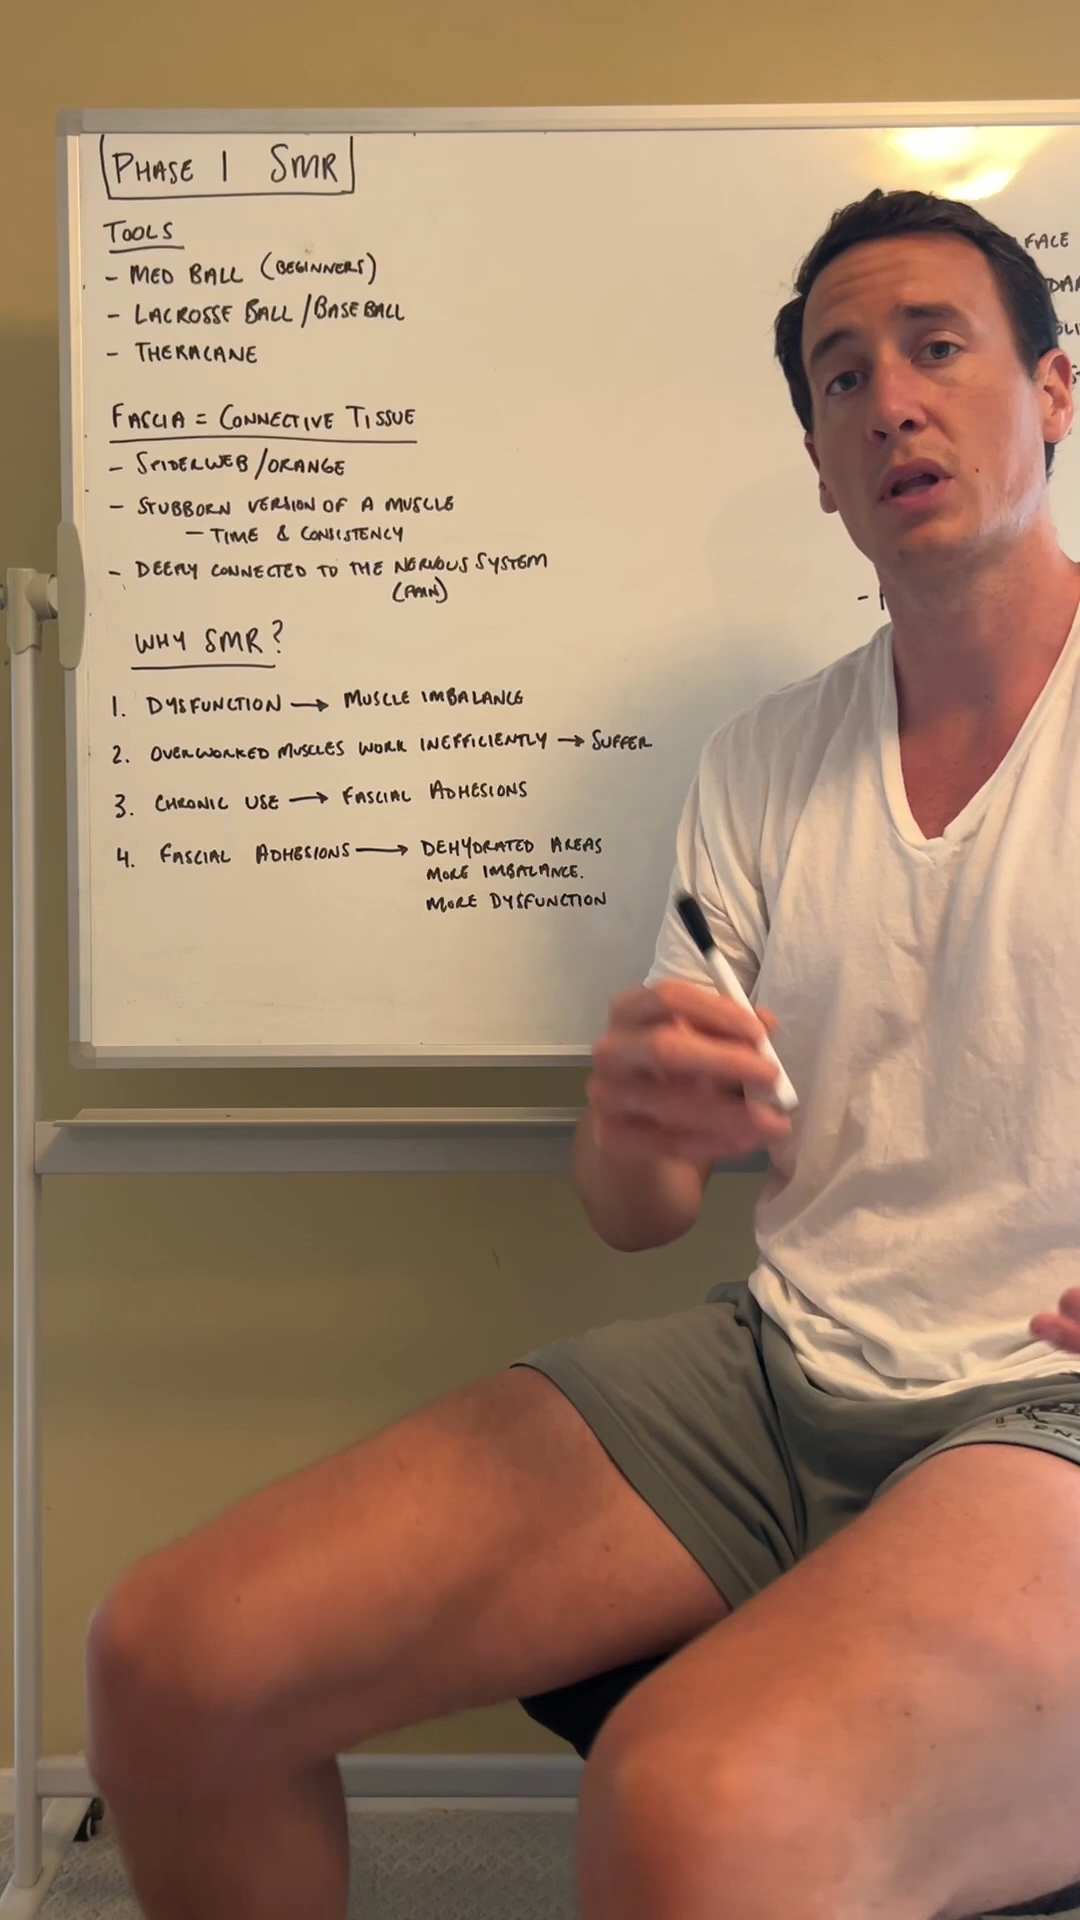 PHASE 1 SMR
TOOLS
- MED BALL (BEGINNERS)
- LACROSSE BALL/BASEBALL
- THERACANE
FASCIA = CONNECTIVE TISSUE
- SPIDERWEB/ORANGE
- STUBBORN VERSION OF A MUSCLE
- TIME & CONSISTENCY
- DEEPLY CONNECTED TO THE NERVOUS SYSTEM
(PAIN)
WHY SMR?
1. DYSFUNCTION → MUSCLE IMBALANCE
2. OVERWORKED MUSCLES WORK INEFFICIENTLY → SUFFER
3. CHRONIC USE → FASCIAL ADHESIONS
4. FASCIAL ADHESIONS → DEHYDRATED AREAS
MORE IMBALANCE.
MORE DYSFUNCTION
FACE